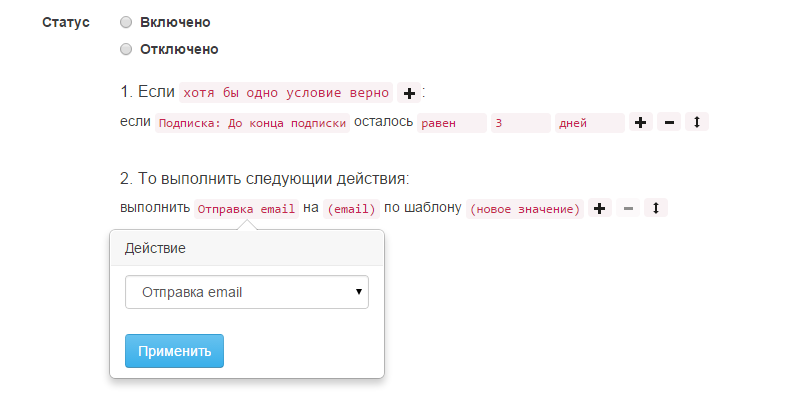 Статус Включено
Отключено
1. Если хотя бы одно условие верно :
если Подписка: До конца подписки осталось равен 3 дней
2. То выполнить следующии действия:
выполнить Отправка email на (email) по шаблону (новое значение)
Действие
Отправка email
Применить